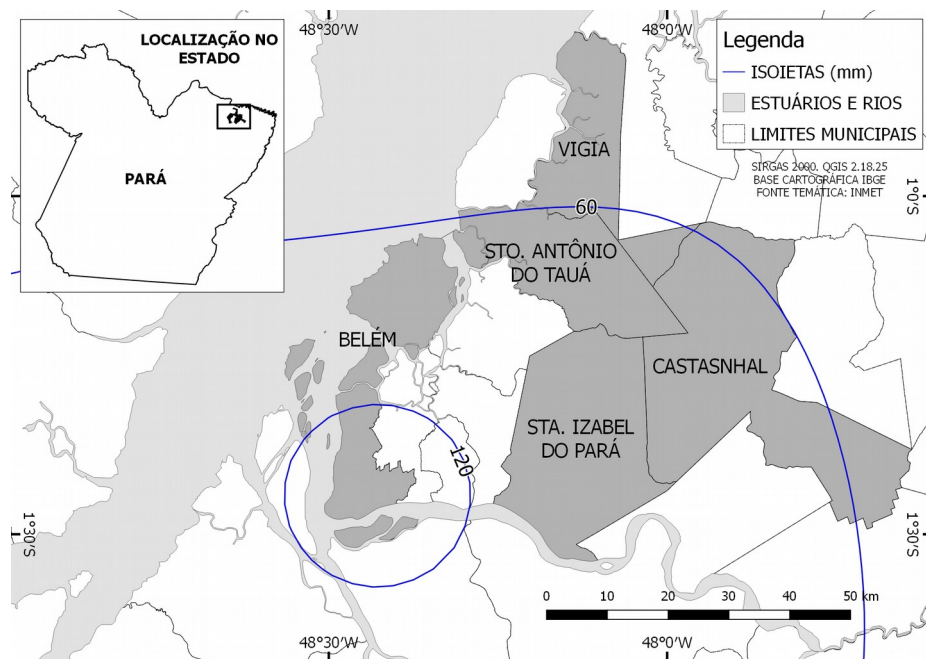 LOCALIZAÇÃO NO
ESTADO
PARÁ
48°30'W
48°0'W
Legenda
ISOIETAS (mm)
ESTUÁRIOS E RIOS
LIMITES MUNICIPAIS
SIRGAS 2000. QGIS 2.18.25
BASE CARTOGRÁFICA IBGE
FONTE TEMÁTICA: INMET
VIGIA
1°0'S
1°0'S
60
STO. ANTÔNIO
DO TAUÁ
BELÉM
CASTASNHAL
STA. IZABEL
DO PARÁ
120
1°30'S
1°30'S
0 10 20 30 40 50 km
48°30'W
48°0'W